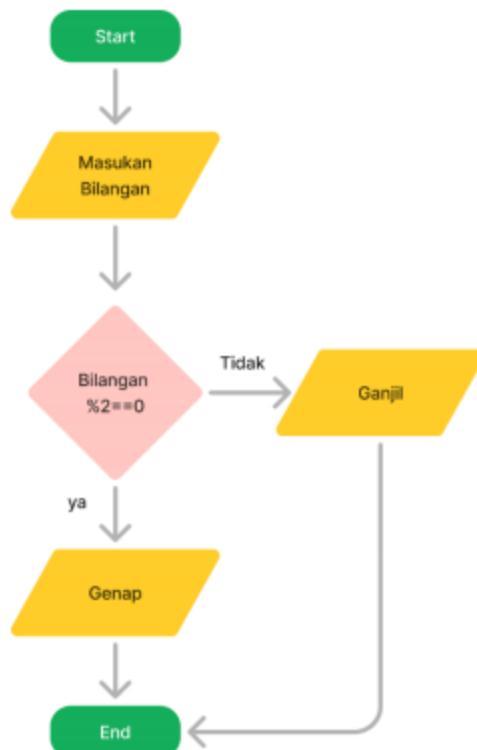 Start
Masukan
Bilangan
Bilangan
%2==0
Tidak
Ganjil
ya
Genap
End